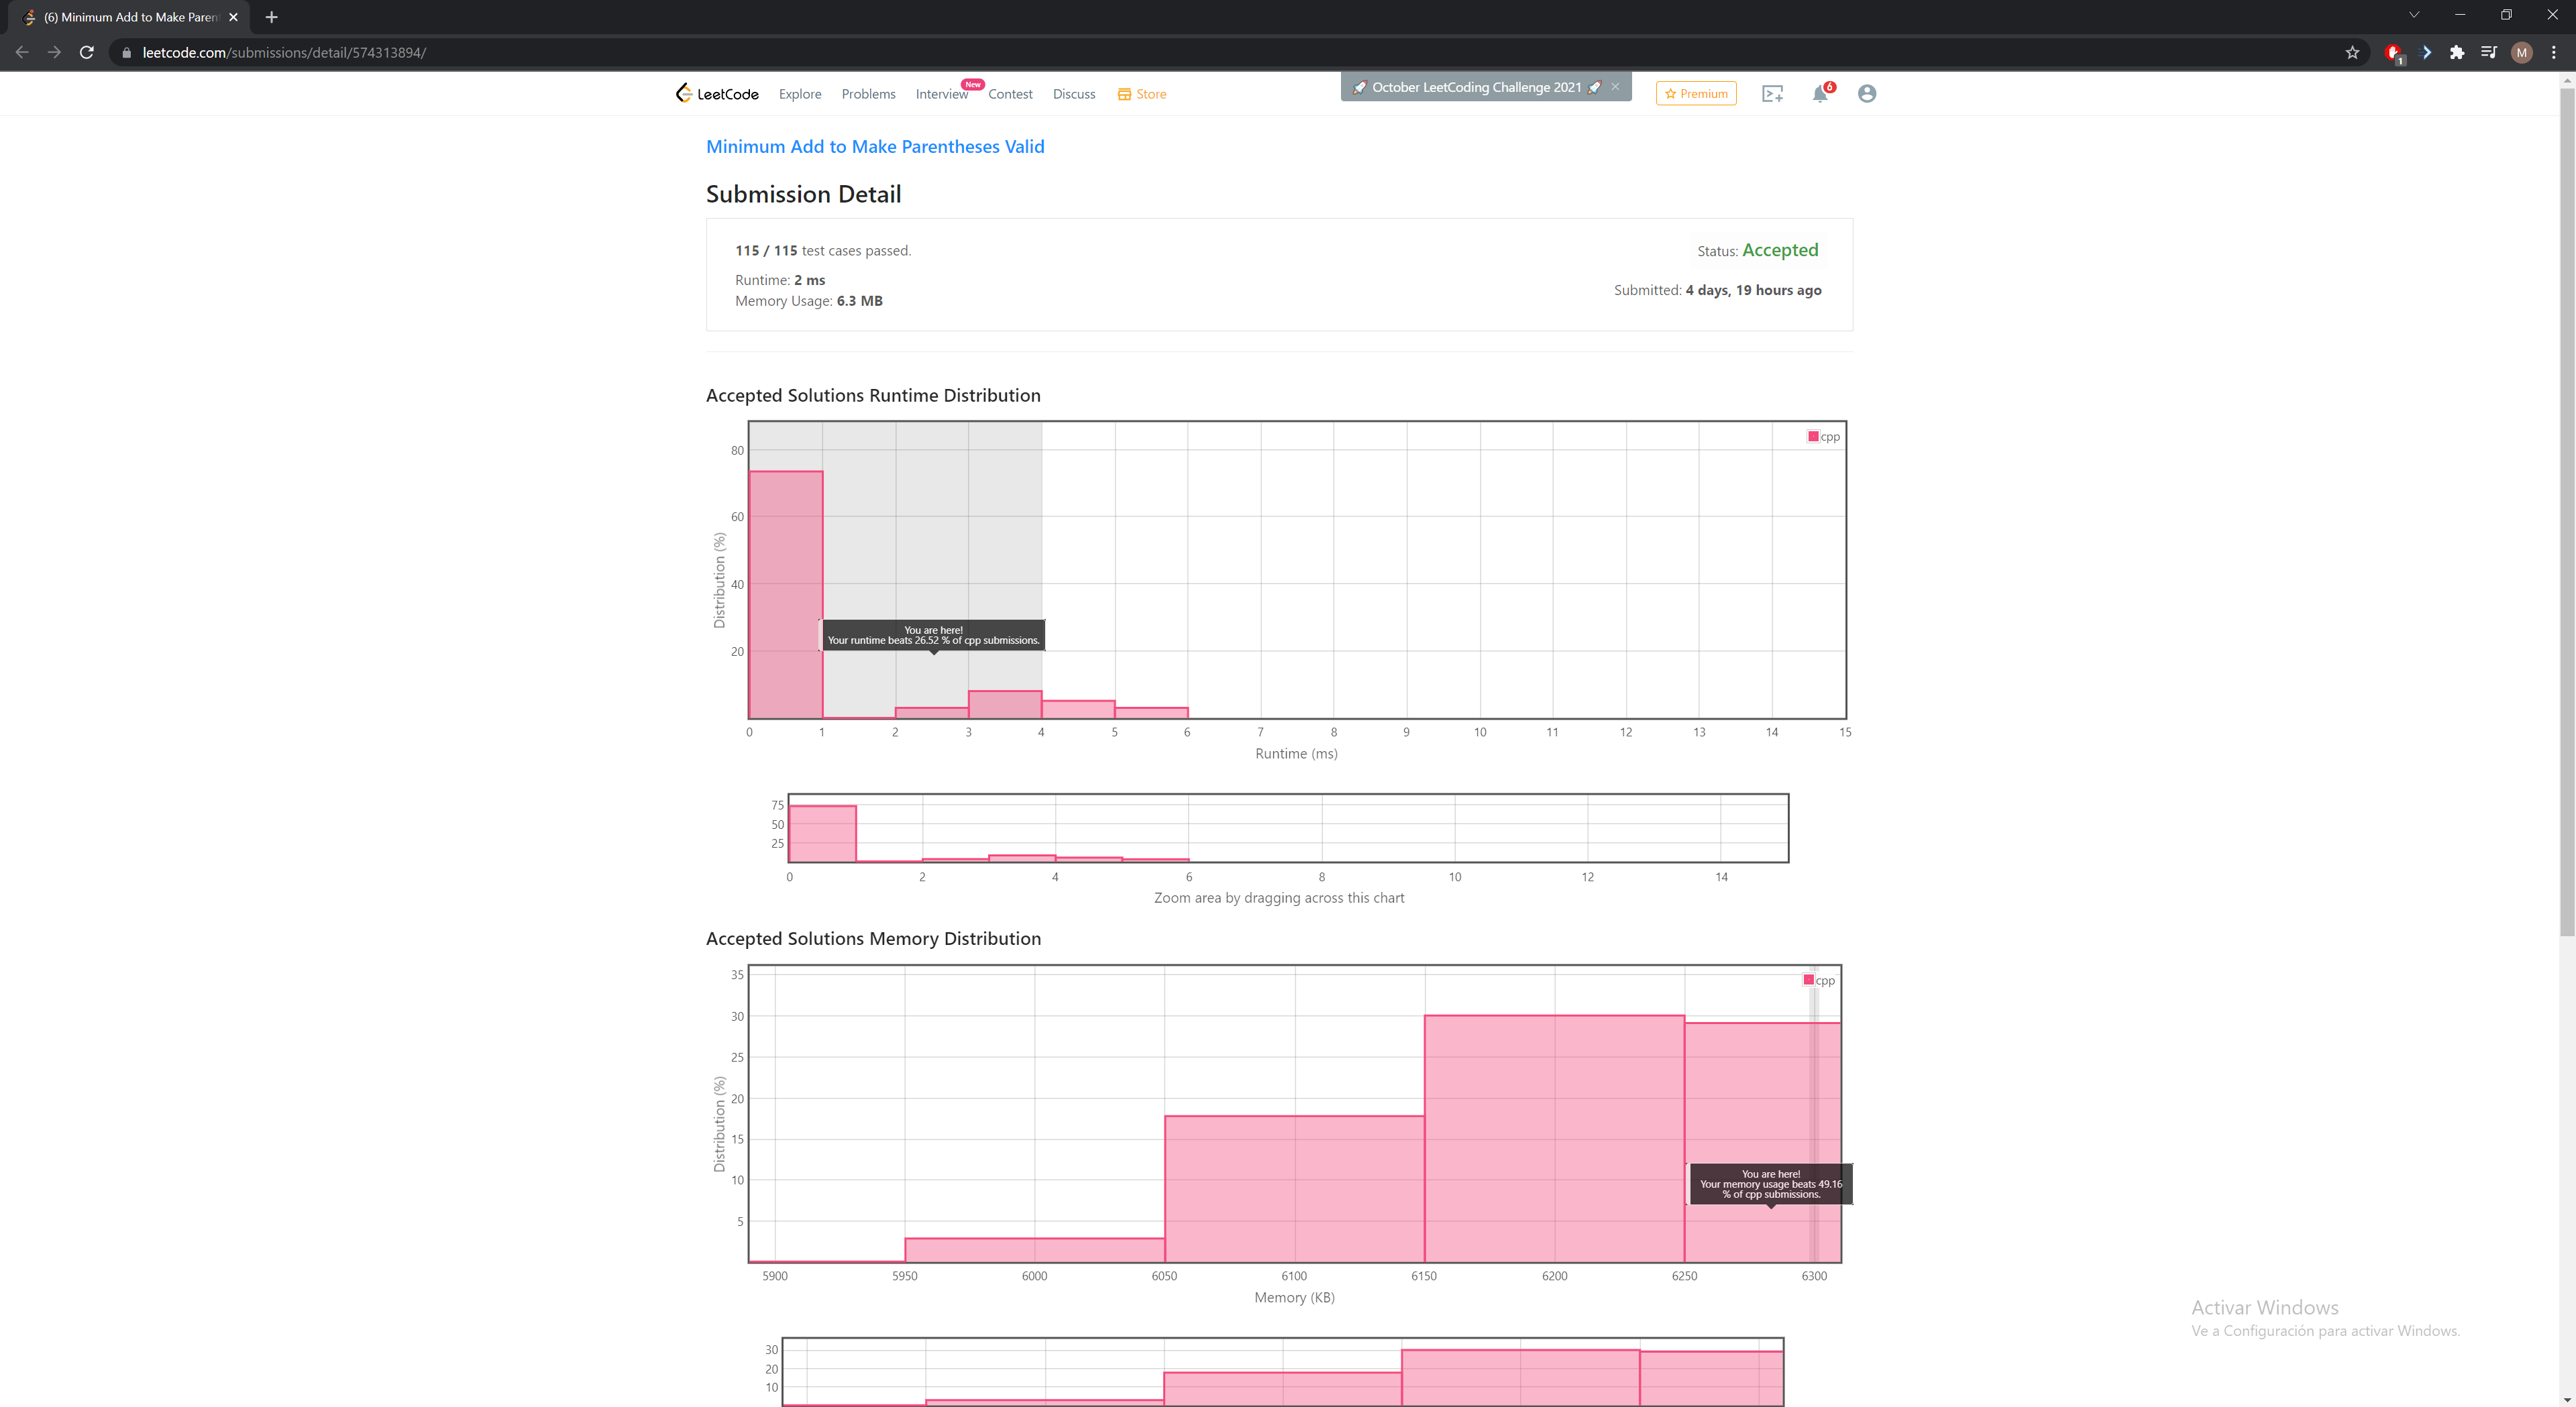 (6) Minimum Add to Make Paren
leetcode.com/submissions/detail/574313894/
1
M
LeetCode
Explore
Problems
Interview
New
Contest
Discuss
Store
🚀 October LeetCoding Challenge 2021 🚀
Premium
6
Minimum Add to Make Parentheses Valid
Submission Detail
115 / 115 test cases passed.
Status: Accepted
Runtime: 2 ms
Submitted: 4 days, 19 hours ago
Memory Usage: 6.3 MB
Accepted Solutions Runtime Distribution
cpp
80
60
40
20
Distribution (%)
You are here!
Your runtime beats 26.52 % of cpp submissions.
0 1 2 3 4 5 6 7 8 9 10 11 12 13 14 15
Runtime (ms)
75
50
25
0 2 4 6 8 10 12 14
Zoom area by dragging across this chart
Accepted Solutions Memory Distribution
cpp
35
30
25
20
15
10
5
Distribution (%)
You are here!
Your memory usage beats 49.16
% of cpp submissions.
5900 5950 6000 6050 6100 6150 6200 6250 6300
Memory (KB)
30
20
10
Activar Windows
Ve a Configuración para activar Windows.